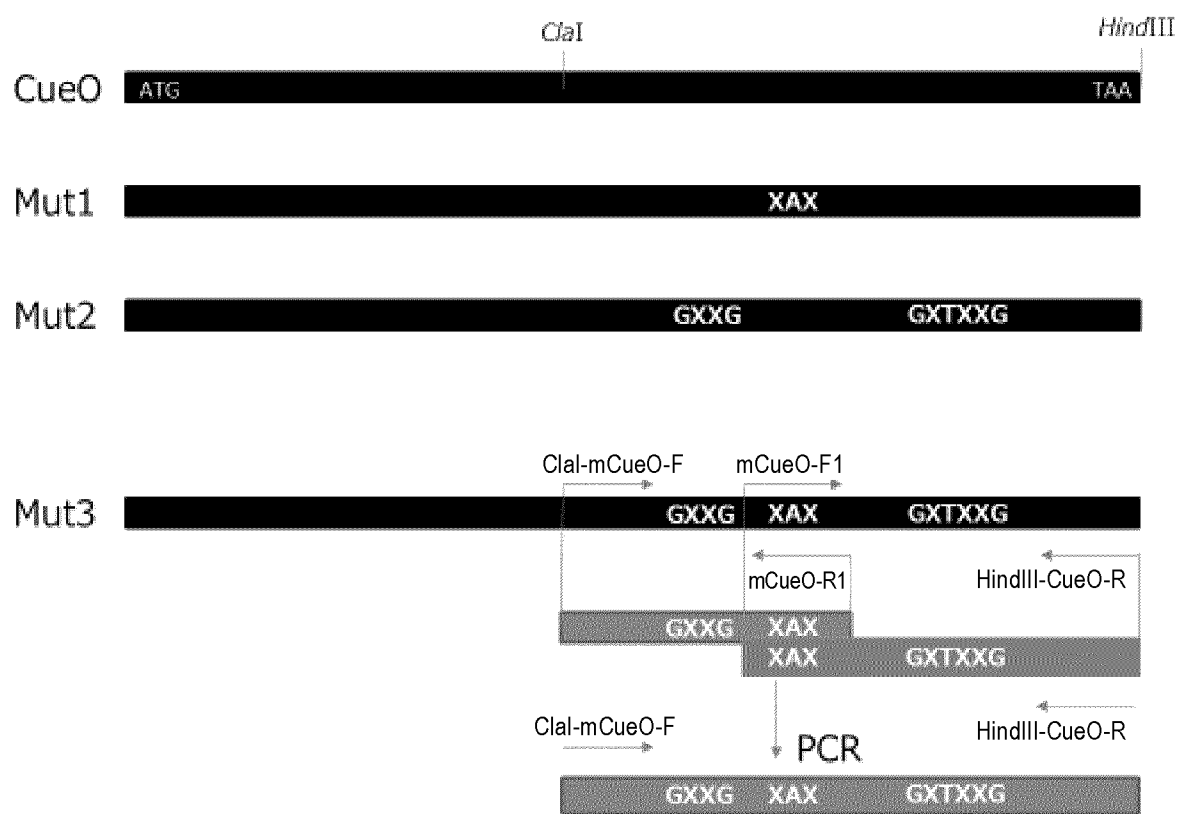 ClaI HindIII
CueO ATG TAA
Mut1 XAX
Mut2 GXXG GXTXXG
ClaI-mCueO-F mCueO-F1
Mut3 GXXG XAX GXTXXG
mCueO-R1 HindIII-CueO-R
GXXG XAX
XAX GXTXXG
ClaI-mCueO-F HindIII-CueO-R
PCR
GXXG XAX GXTXXG